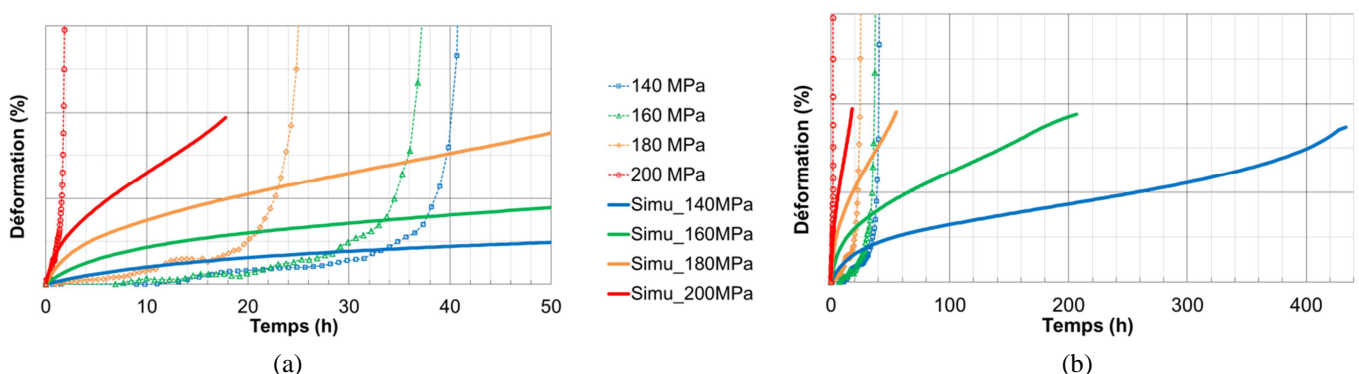 Déformation (%)
0
10
20
30
40
50
Temps (h)
(a)
140 MPa
160 MPa
180 MPa
200 MPa
Simu_140MPa
Simu_160MPa
Simu_180MPa
Simu_200MPa
Déformation (%)
0
100
200
300
400
Temps (h)
(b)